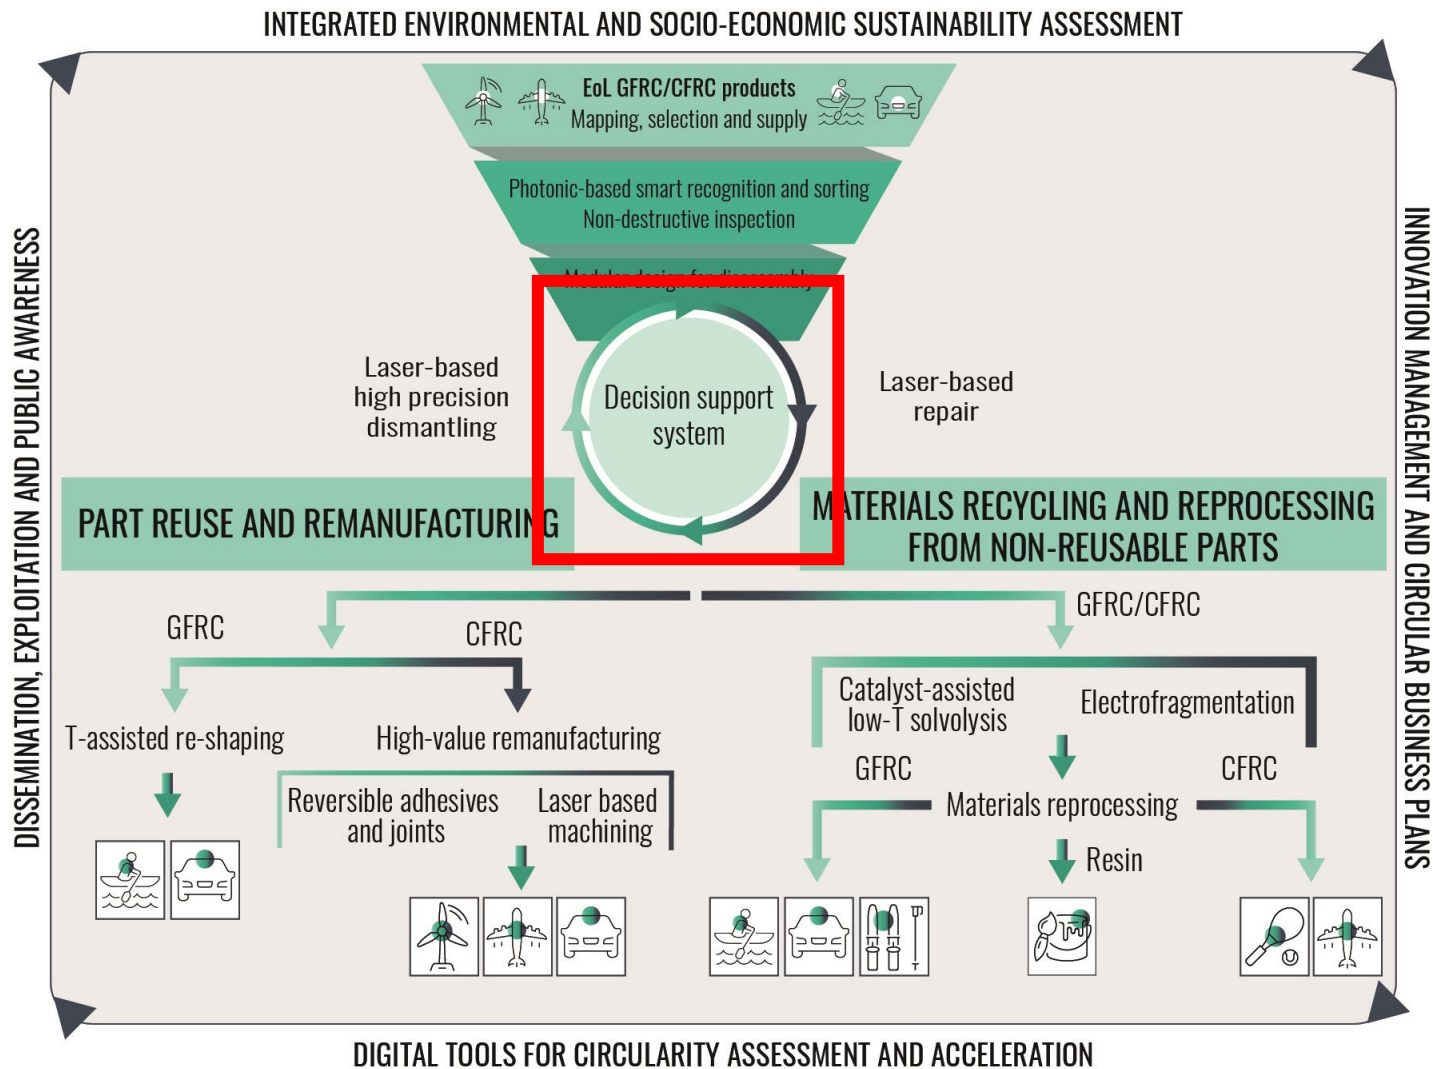 INTEGRATED ENVIRONMENTAL AND SOCIO-ECONOMIC SUSTAINABILITY ASSESSMENT
EoL GFRC/CFRC products
Mapping, selection and supply
Photonic-based smart recognition and sorting
Non-destructive inspection
Modular design for disassembly
Laser-based
high precision
dismantling
Decision support
system
Laser-based
repair
DISSEMINATION, EXPLOITATION AND PUBLIC AWARENESS
INNOVATION MANAGEMENT AND CIRCULAR BUSINESS PLANS
PART REUSE AND REMANUFACTURING
MATERIALS RECYCLING AND REPROCESSING
FROM NON-REUSABLE PARTS
GFRC
CFRC
T-assisted re-shaping
High-value remanufacturing
Reversible adhesives
and joints
Laser based
machining
GFRC/CFRC
Catalyst-assisted
low-T solvolysis
Electrofragmentation
GFRC
CFRC
Materials reprocessing
Resin
DIGITAL TOOLS FOR CIRCULARITY ASSESSMENT AND ACCELERATION